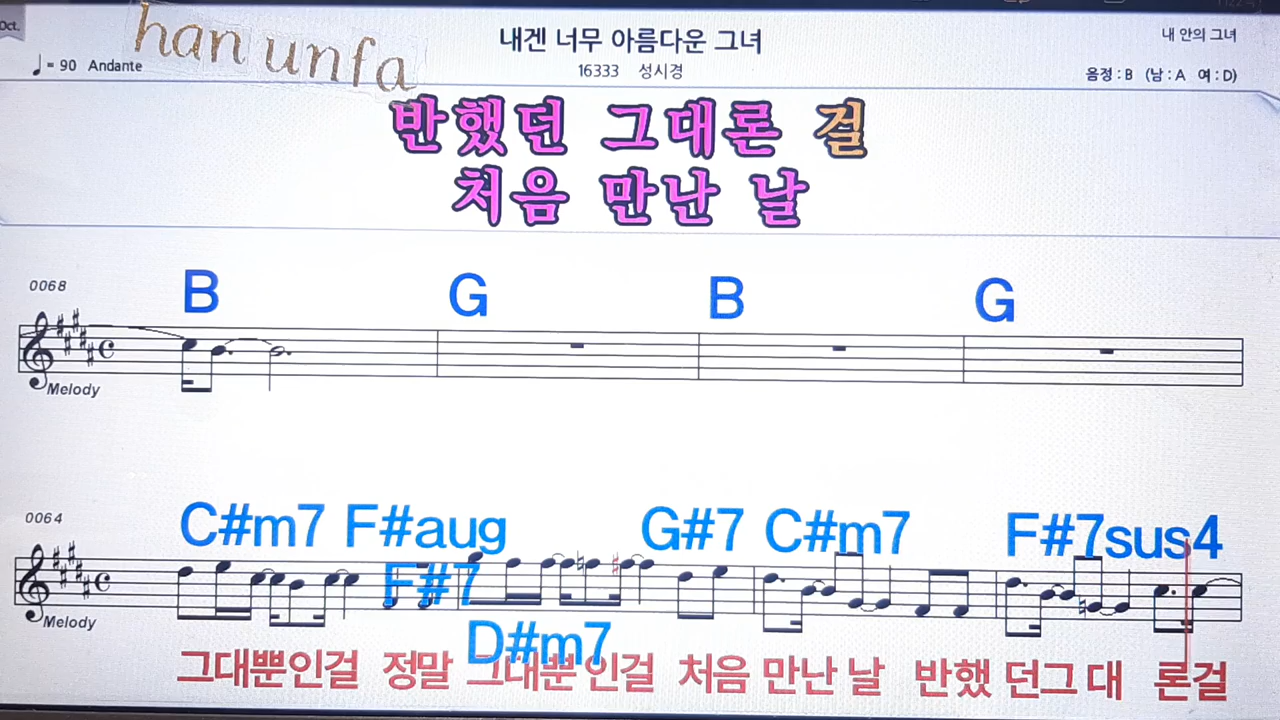 Oct.
han unfa
내겐 너무 아름다운 그녀
내 안의 그녀
♩= 90 Andante
16333 성시경
음정 : B (남 : A 여 : D)
반했던 그대론 걸
처음 만난 날
0068
B G B G
Melody
0064
C#m7 F#aug G#7 C#m7 F#7sus4
F#7
Melody
D#m7
그대뿐인걸 정말 그대뿐인걸 처음 만난 날 반했 던그 대 론걸